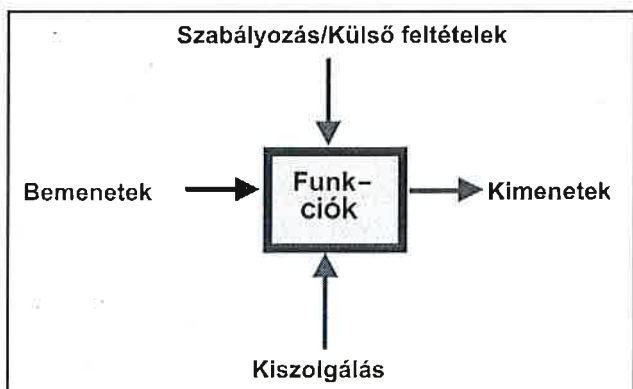 Szabályozás/Külső feltételek
Bemenetek
Funk-
ciók
Kimenetek
Kiszolgálás